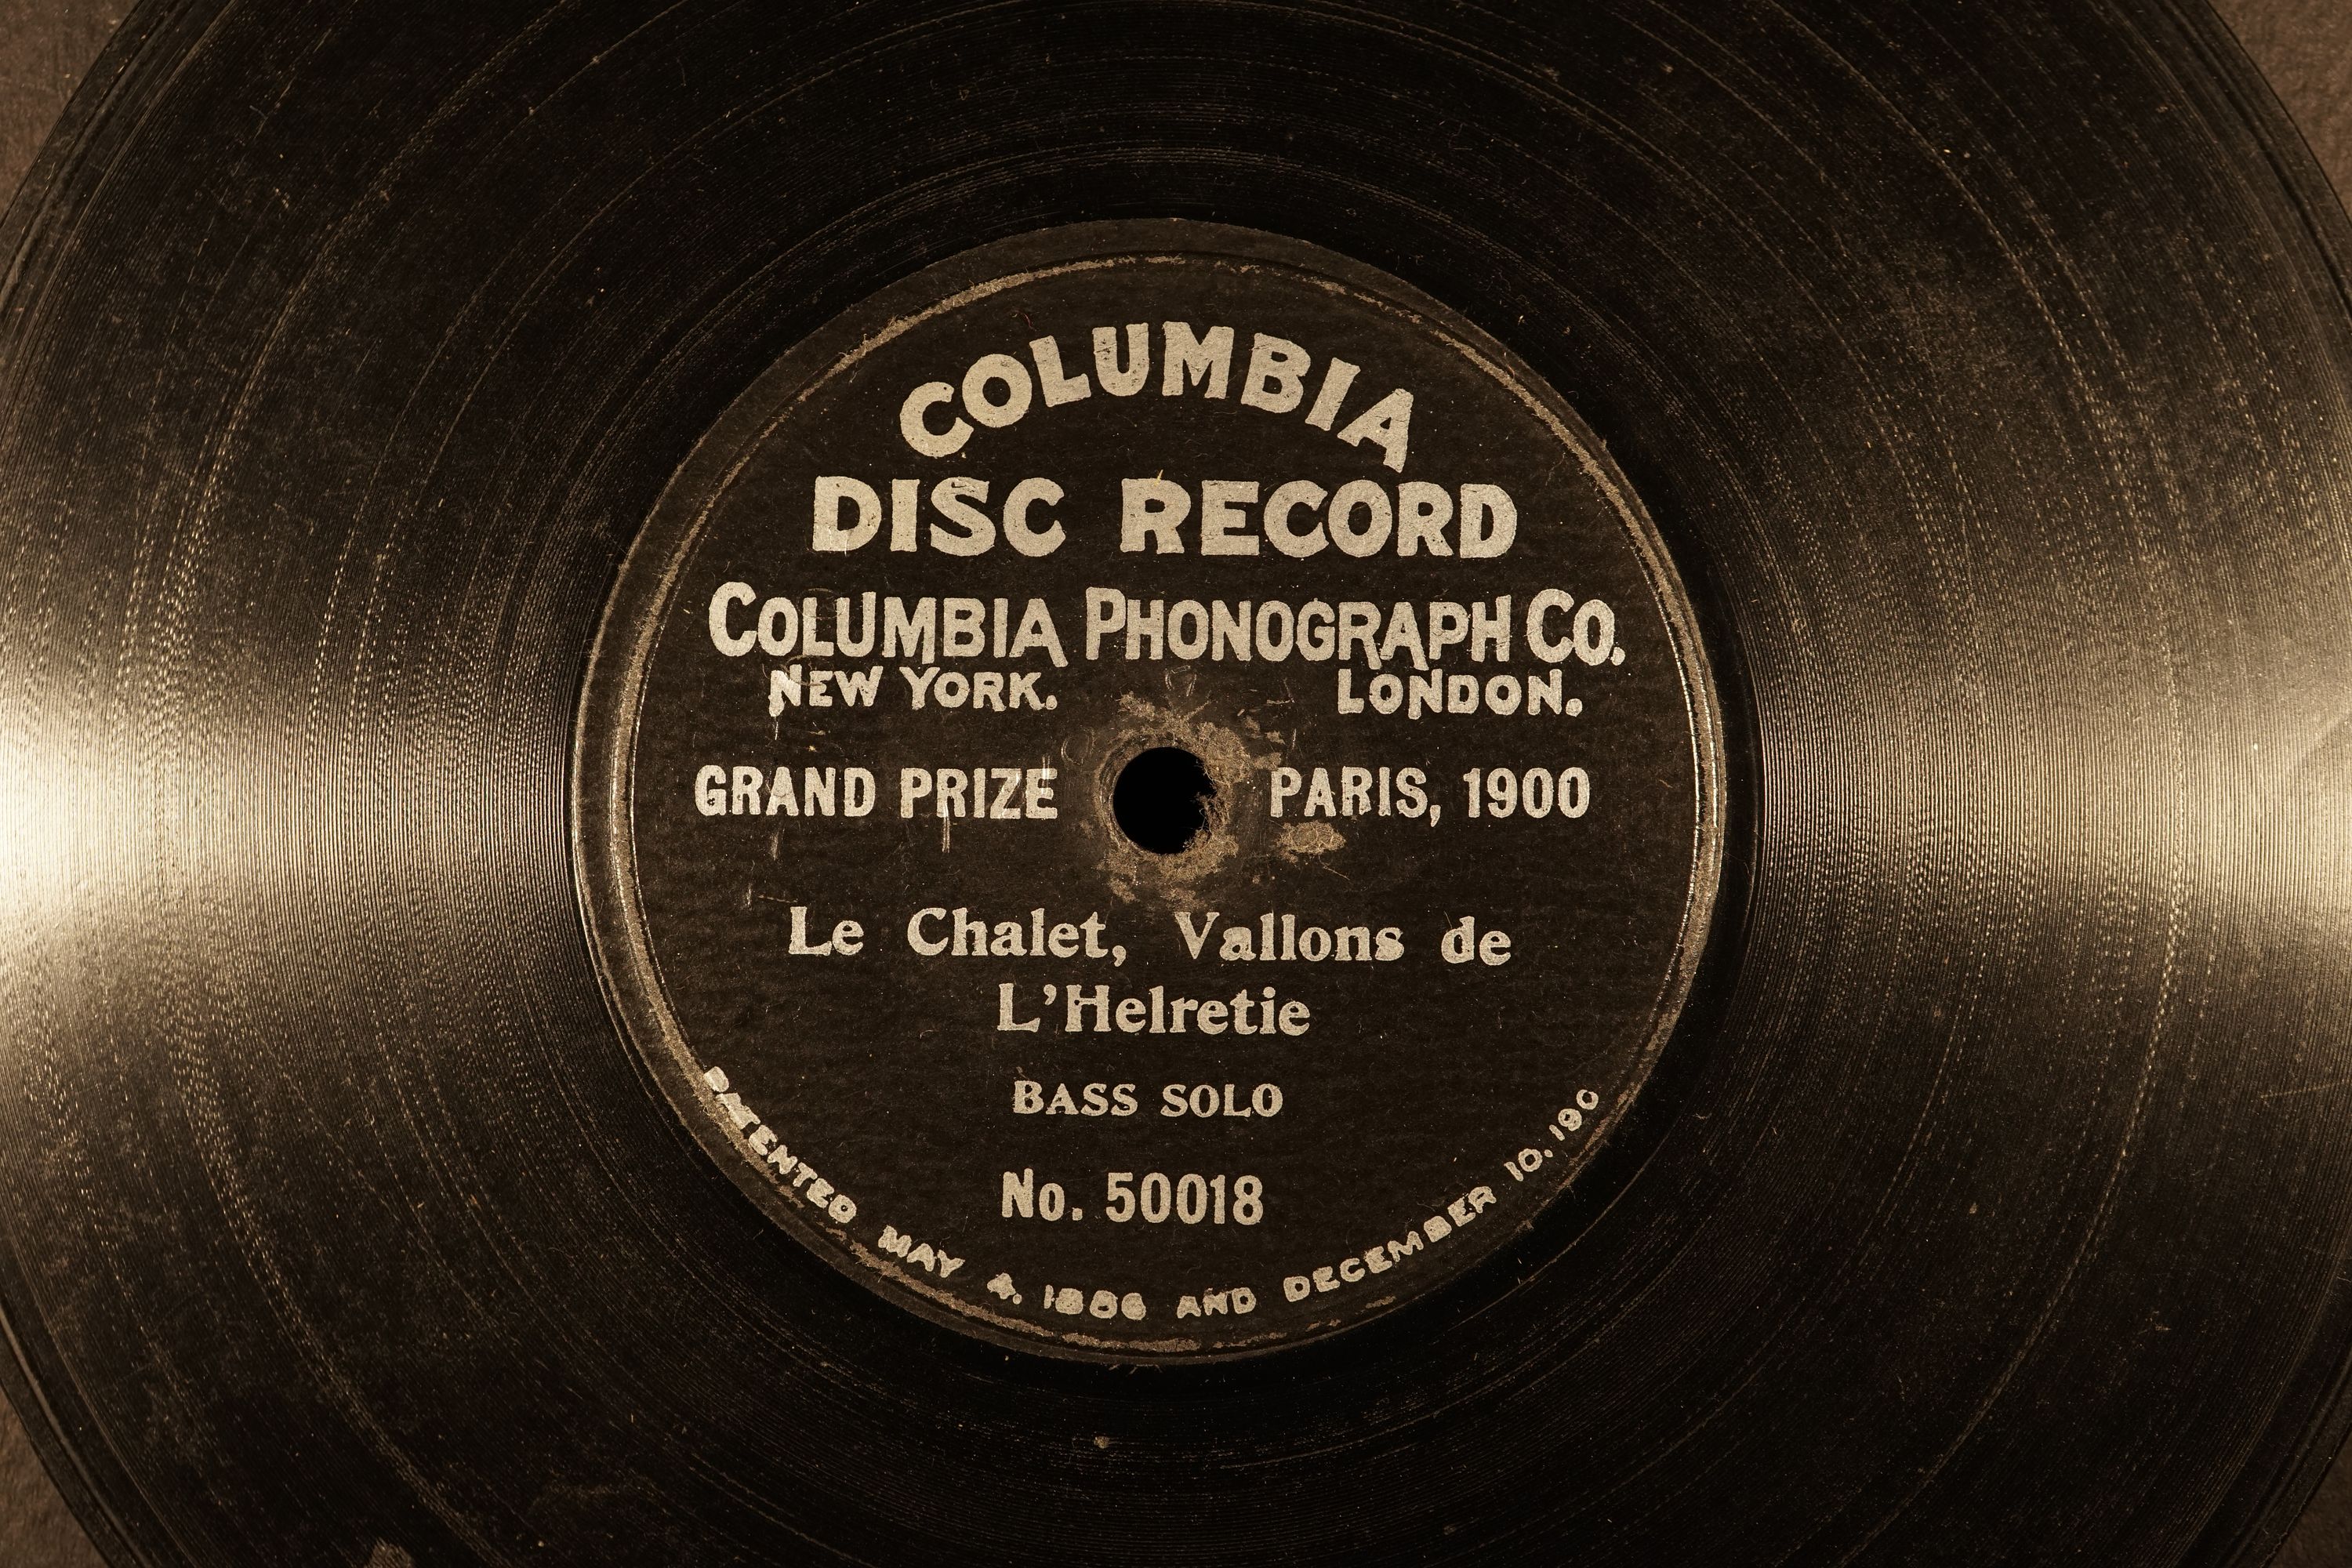 COLUMBIA
DISC RECORD
COLUMBIA PHONOGRAPH CO.
NEW YORK. LONDON.
GRAND PRIZE PARIS, 1900
Le Chalet, Vallons de
L'Helretie
BASS SOLO
No. 50018
PATENTED MAY 4, 1886 AND DECEMBER 10, 190